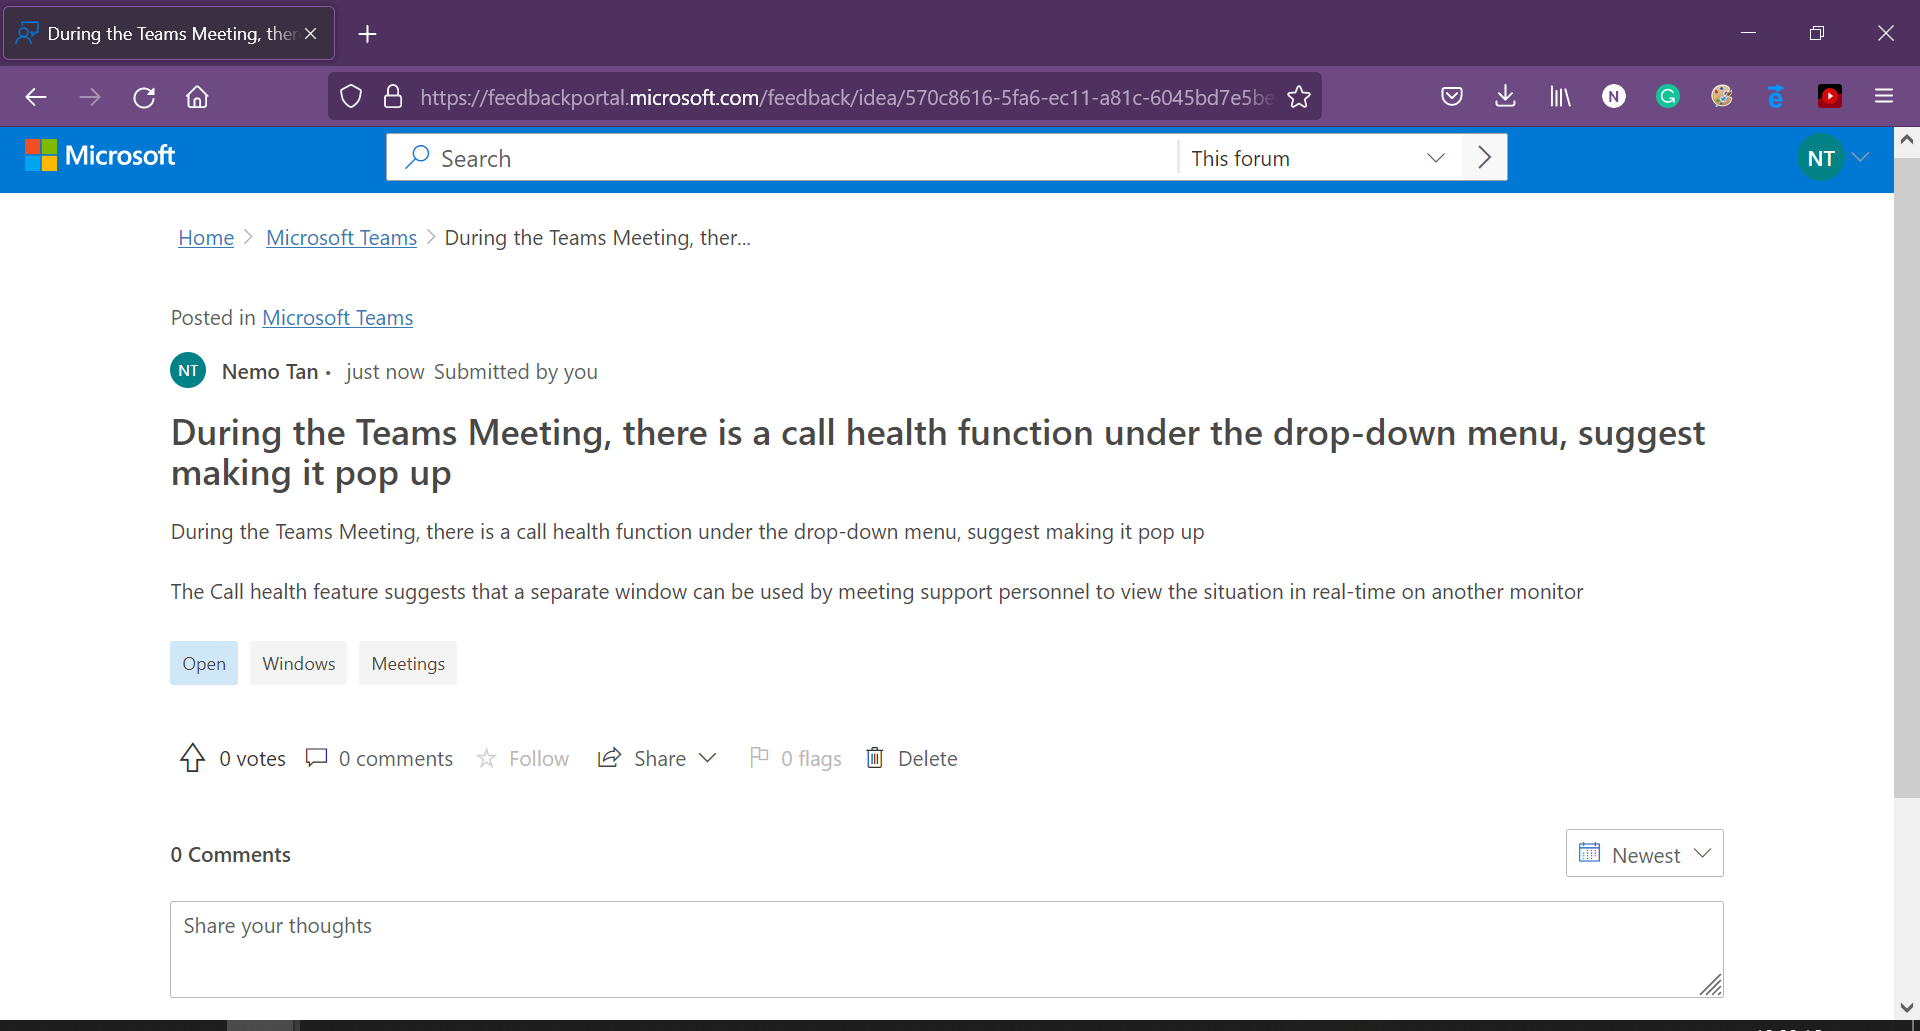 During the Teams Meeting, ther
https://feedbackportal.microsoft.com/feedback/idea/570c8616-5fa6-ec11-a81c-6045bd7e5be
N
G
Microsoft
Search
This forum
NT
Home > Microsoft Teams > During the Teams Meeting, ther...
Posted in Microsoft Teams
NT Nemo Tan • just now Submitted by you
During the Teams Meeting, there is a call health function under the drop-down menu, suggest
making it pop up
During the Teams Meeting, there is a call health function under the drop-down menu, suggest making it pop up
The Call health feature suggests that a separate window can be used by meeting support personnel to view the situation in real-time on another monitor
Open Windows Meetings
0 votes 0 comments Follow Share 0 flags Delete
0 Comments
Newest
Share your thoughts